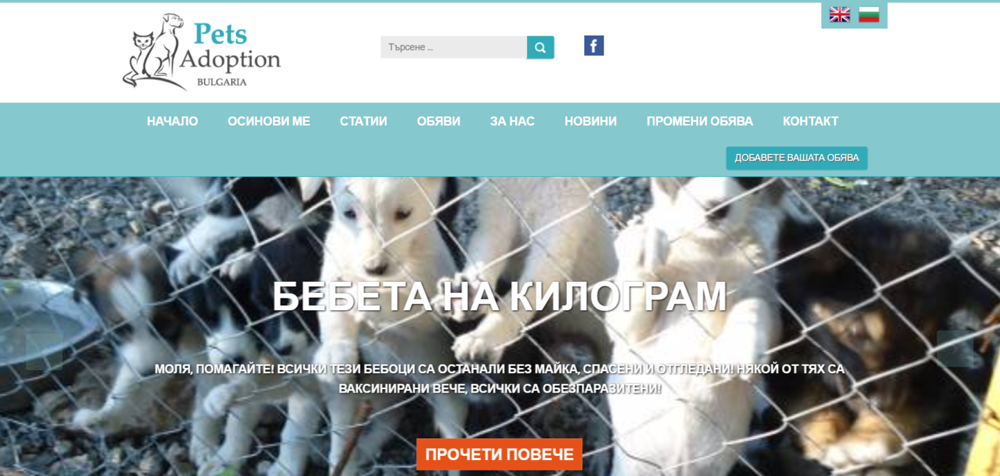 Pets
Adoption
BULGARIA
Търсене ...
f
НАЧАЛО ОСИНОВИ МЕ СТАТИИ ОБЯВИ ЗА НАС НОВИНИ ПРОМЕНИ ОБЯВА КОНТАКТ
ДОБАВЕТЕ ВАШАТА ОБЯВА
БЕБЕТА НА КИЛОГРАМ
МОЛЯ, ПОМАГАЙТЕ! ВСИЧКИ ТЕЗИ БЕБОЦИ СА ОСТАНАЛИ БЕЗ МАЙКА, СПАСЕНИ И ОТГЛЕДАНИ! НЯКОЙ ОТ ТЯХ СА
ВАКСИНИРАНИ ВЕЧЕ, ВСИЧКИ СА ОБЕЗПАРАЗИТЕНИ!
ПРОЧЕТИ ПОВЕЧЕ